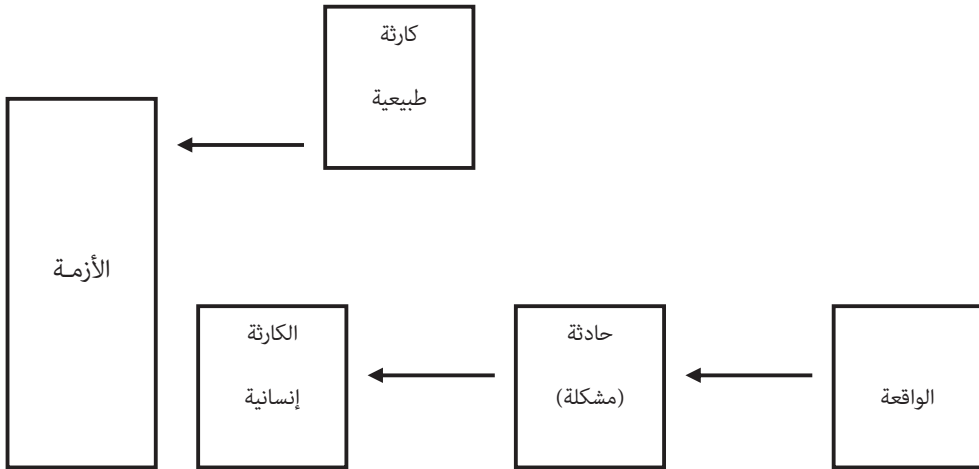 كارثة
طبيعية
الأزمـة
الواقعة
حادثة
(مشكلة)
الكارثة
إنسانية